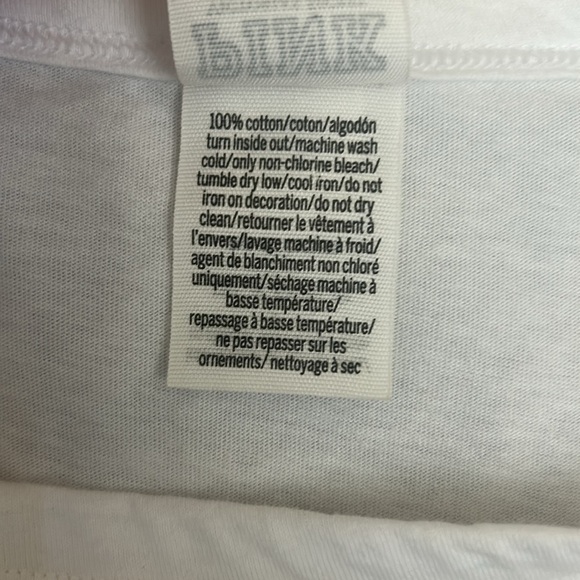 PINK
100% cotton/coton/algodón
turn inside out/machine wash
cold/only non-chlorine bleach/
tumble dry low/cool iron/do not
iron on decoration/do not dry
clean/retourner le vêtement à
l'envers/lavage machine à froid/
agent de blanchiment non chloré
uniquement/séchage machine à
basse température/
repassage à basse température/
ne pas repasser sur les
ornements/ nettoyage à sec